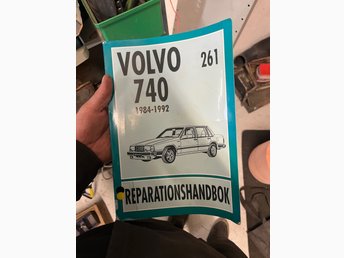 VOLVO 261
740
1984-1992
REPARATIONSHANDBOK